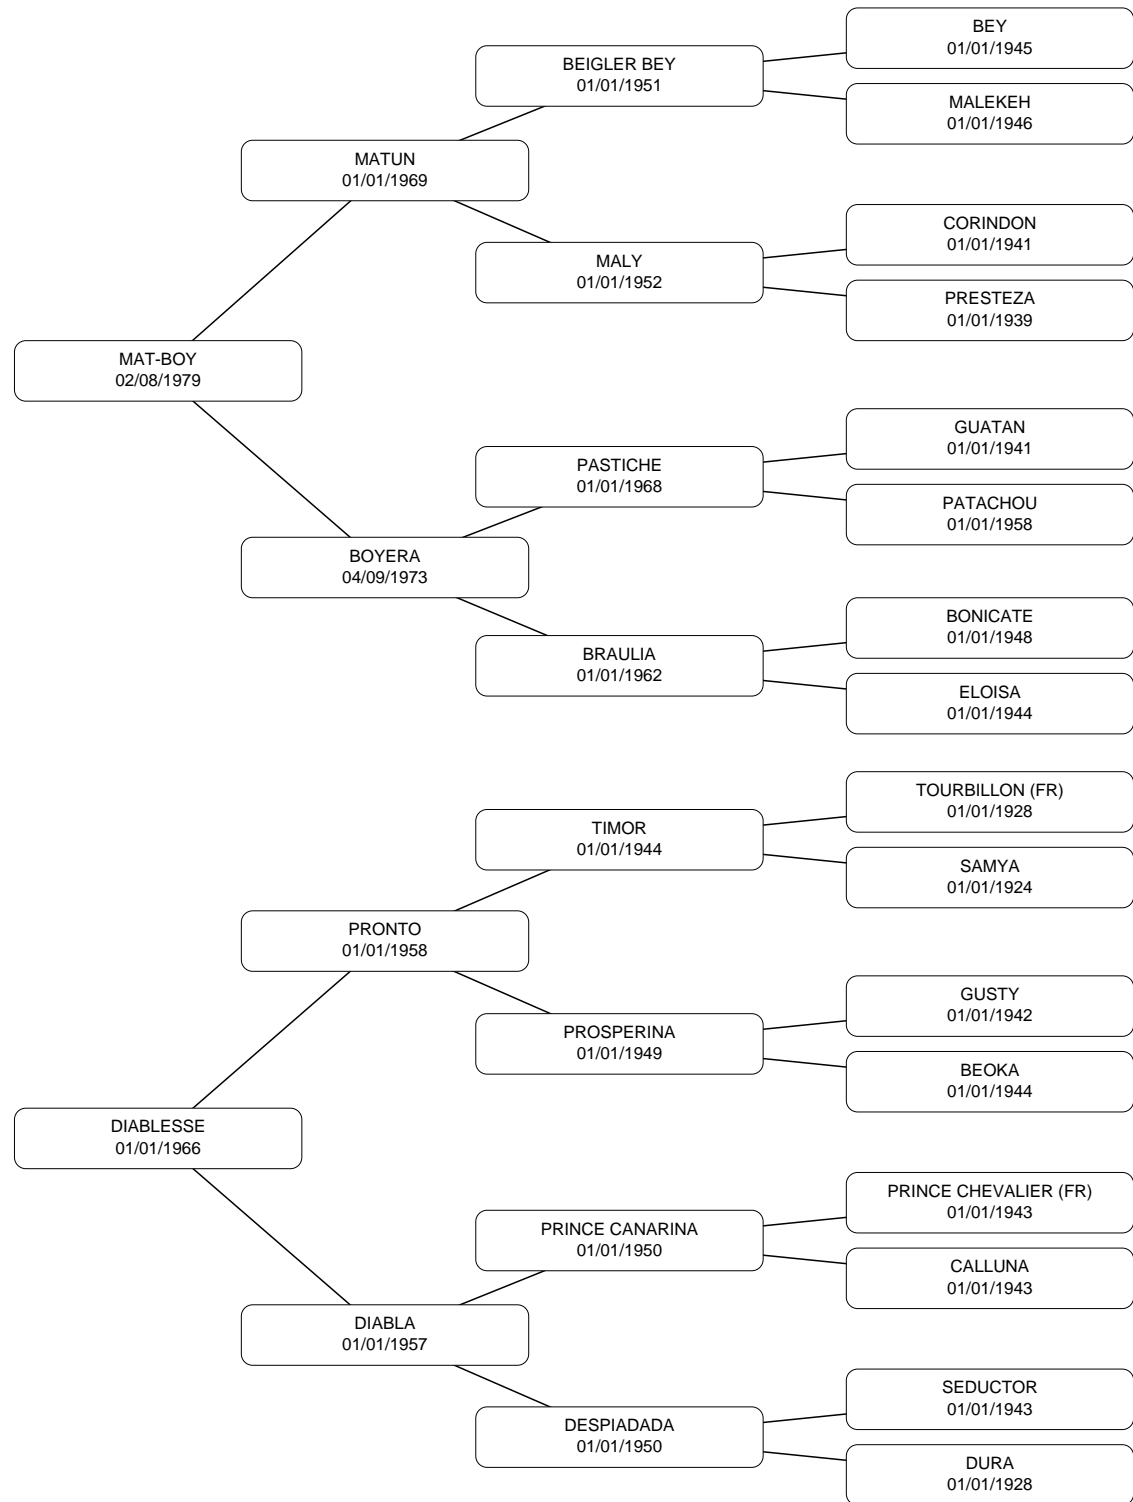 BEY
01/01/1945
BEIGLER BEY
01/01/1951
MALEKEH
01/01/1946
MATUN
01/01/1969
CORINDON
01/01/1941
MALY
01/01/1952
PRESTEZA
01/01/1939
MAT-BOY
02/08/1979
GUATAN
01/01/1941
PASTICHE
01/01/1968
PATACHOU
01/01/1958
BOYERA
04/09/1973
BONICATE
01/01/1948
BRAULIA
01/01/1962
ELOISA
01/01/1944
TOURBILLON (FR)
01/01/1928
TIMOR
01/01/1944
SAMYA
01/01/1924
PRONTO
01/01/1958
GUSTY
01/01/1942
PROSPERINA
01/01/1949
BEOKA
01/01/1944
DIABLESSE
01/01/1966
PRINCE CHEVALIER (FR)
01/01/1943
PRINCE CANARINA
01/01/1950
CALLUNA
01/01/1943
DIABLA
01/01/1957
SEDUCTOR
01/01/1943
DESPIADADA
01/01/1950
DURA
01/01/1928